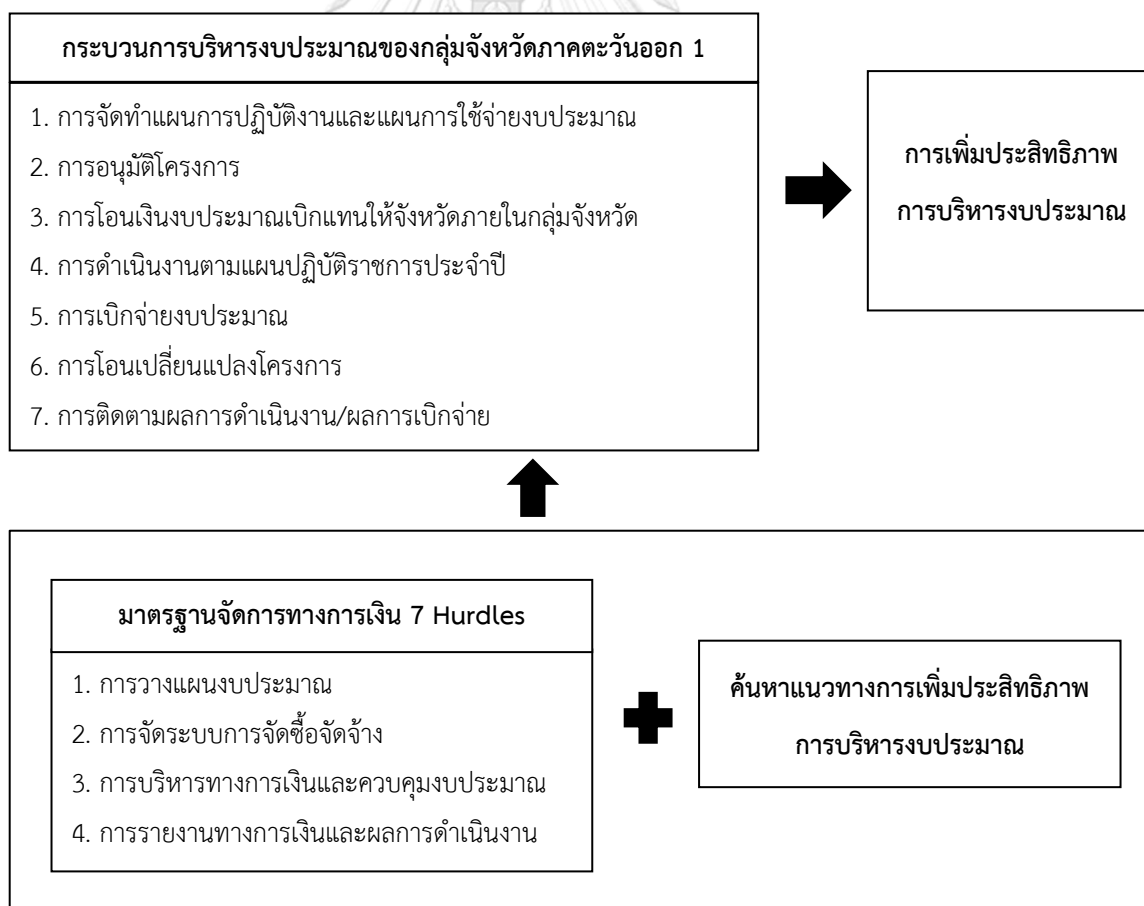 กระบวนการบริหารงบประมาณของกลุ่มจังหวัดภาคตะวันออก 1
1. การจัดทำแผนการปฏิบัติงานและแผนการใช้จ่ายงบประมาณ
2. การอนุมัติโครงการ
3. การโอนเงินงบประมาณเบิกแทนให้จังหวัดภายในกลุ่มจังหวัด
4. การดำเนินงานตามแผนปฏิบัติราชการประจำปี
5. การเบิกจ่ายงบประมาณ
6. การโอนเปลี่ยนแปลงโครงการ
7. การติดตามผลการดำเนินงาน/ผลการเบิกจ่าย
การเพิ่มประสิทธิภาพ
การบริหารงบประมาณ
มาตรฐานจัดการทางการเงิน 7 Hurdles
1. การวางแผนงบประมาณ
2. การจัดระบบการจัดซื้อจัดจ้าง
3. การบริหารทางการเงินและควบคุมงบประมาณ
4. การรายงานทางการเงินและผลการดำเนินงาน
ค้นหาแนวทางการเพิ่มประสิทธิภาพ
การบริหารงบประมาณ